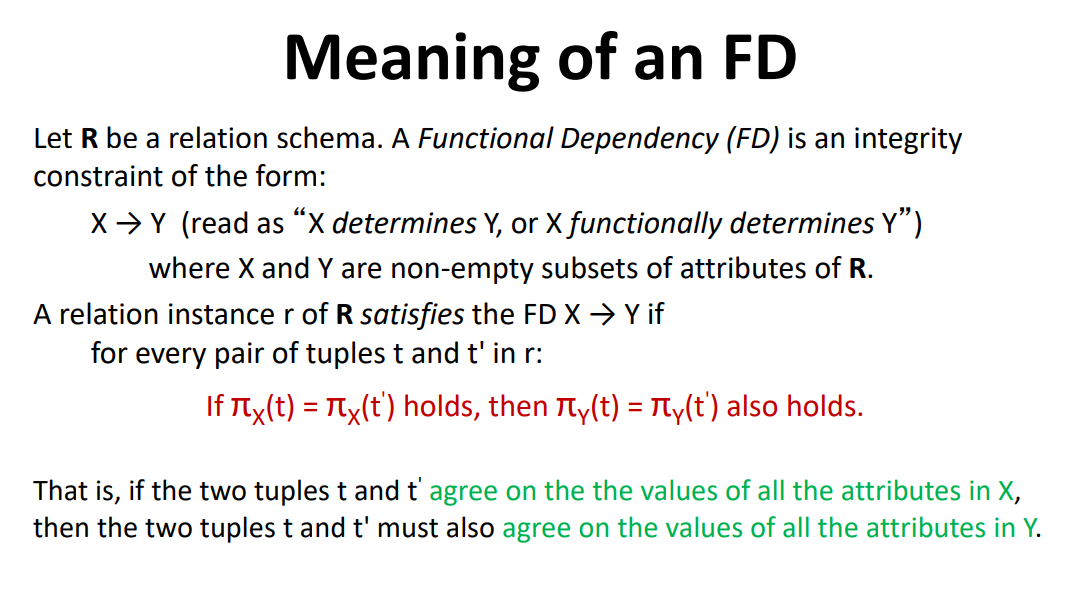 Meaning of an FD
Let R be a relation schema. A Functional Dependency (FD) is an integrity
constraint of the form:
X → Y (read as “X determines Y, or X functionally determines Y”)
where X and Y are non-empty subsets of attributes of R.
A relation instance r of R satisfies the FD X → Y if
for every pair of tuples t and t' in r:
If πX(t) = πX(t') holds, then πY(t) = πY(t') also holds.
That is, if the two tuples t and t' agree on the the values of all the attributes in X,
then the two tuples t and t' must also agree on the values of all the attributes in Y.